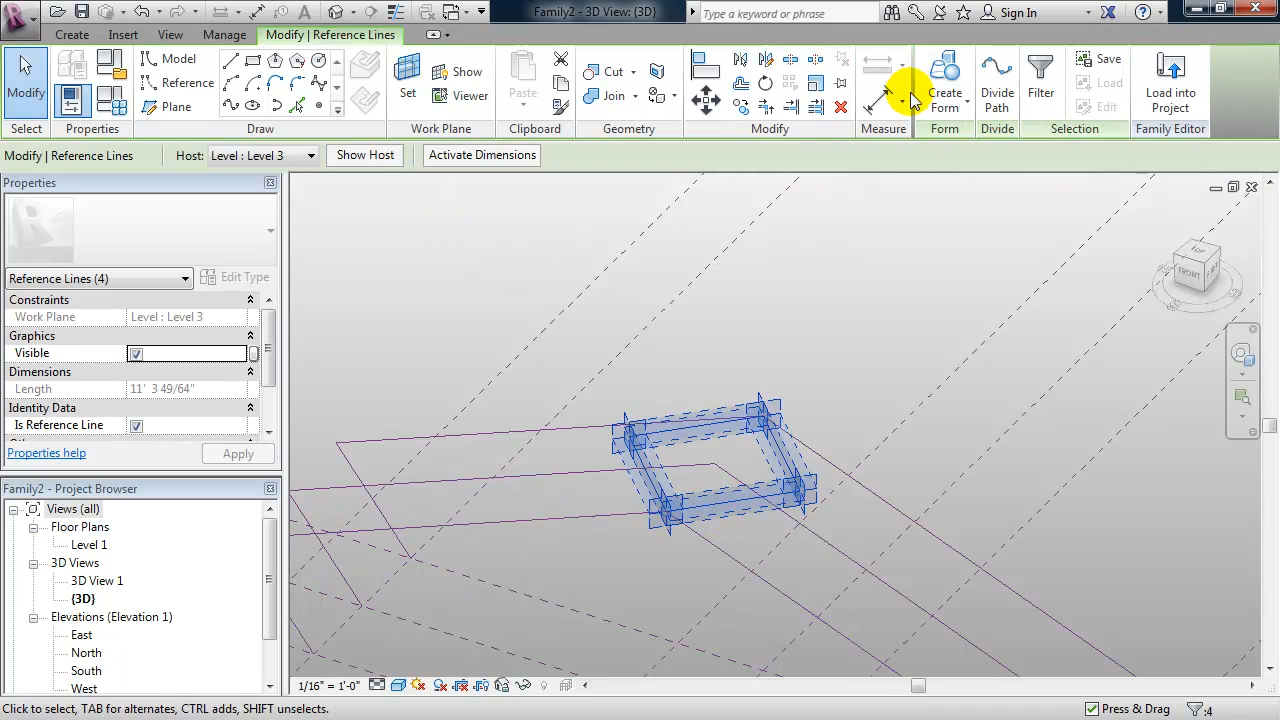 Family2 - 3D View: {3D}
Type a keyword or phrase
Sign In
Create
Insert
View
Manage
Modify | Reference Lines
Modify
Model
Reference
Plane
Set
Show
Viewer
Paste
Cut
Join
Create
Form
Divide
Path
Filter
Save
Load
Edit
Load into
Project
Select
Properties
Draw
Work Plane
Clipboard
Geometry
Modify
Measure
Form
Divide
Selection
Family Editor
Modify | Reference Lines
Host:
Level : Level 3
Show Host
Activate Dimensions
Properties
Reference Lines (4)
Edit Type
Constraints
Work Plane
Level : Level 3
Graphics
Visible
Dimensions
Length
11'  3 49/64"
Identity Data
Is Reference Line
Properties help
Apply
Family2 - Project Browser
Views (all)
Floor Plans
Level 1
3D Views
3D View 1
{3D}
Elevations (Elevation 1)
East
North
South
West
TOP
FRONT
1/16" = 1'-0"
Click to select, TAB for alternates, CTRL adds, SHIFT unselects.
Press & Drag
:4